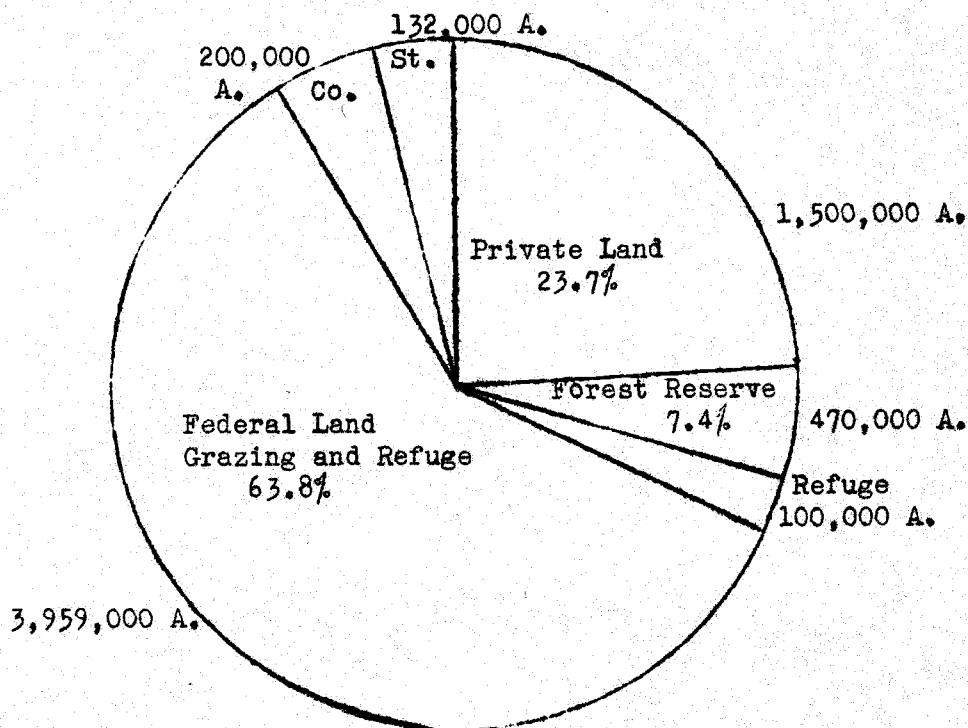 132,000 A.
St.
200,000
A.
Co.
1,500,000 A.
Private Land
23.7%
Forest Reserve
7.4%
470,000 A.
Federal Land
Grazing and Refuge
63.8%
Refuge
100,000 A.
3,959,000 A.